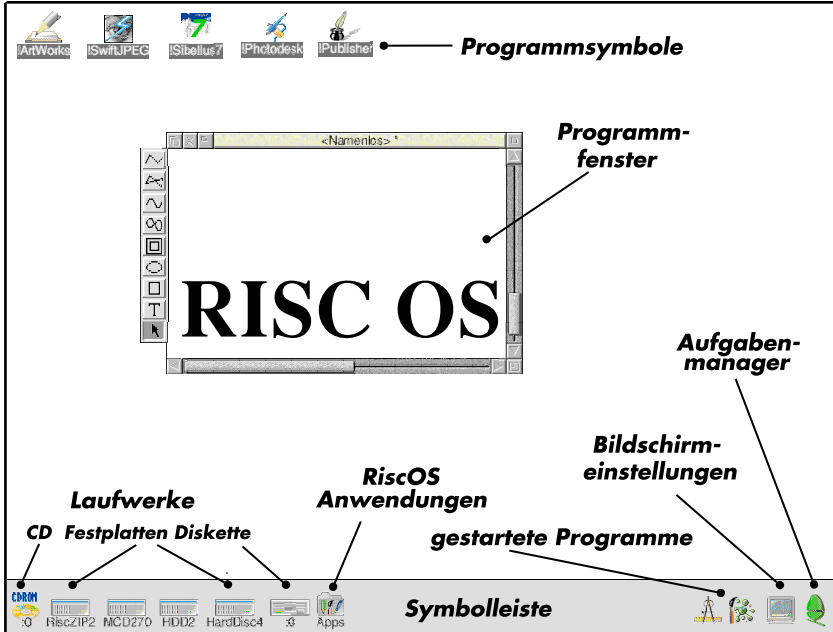 !ArtWorks !SwiftJPEG !Sibelius7 !Photodesk !Publisher
Programmsymbole
<Namenlos> *
Programm-
fenster
T
RISC OS
Aufgaben-
manager
Bildschirm-
einstellungen
RiscOS
Anwendungen
Laufwerke
CD Festplatten Diskette
gestartete Programme
CDROM
:0 RiscZIP2 MCD270 HDD2 HardDisc4 :0 Apps
Symbolleiste